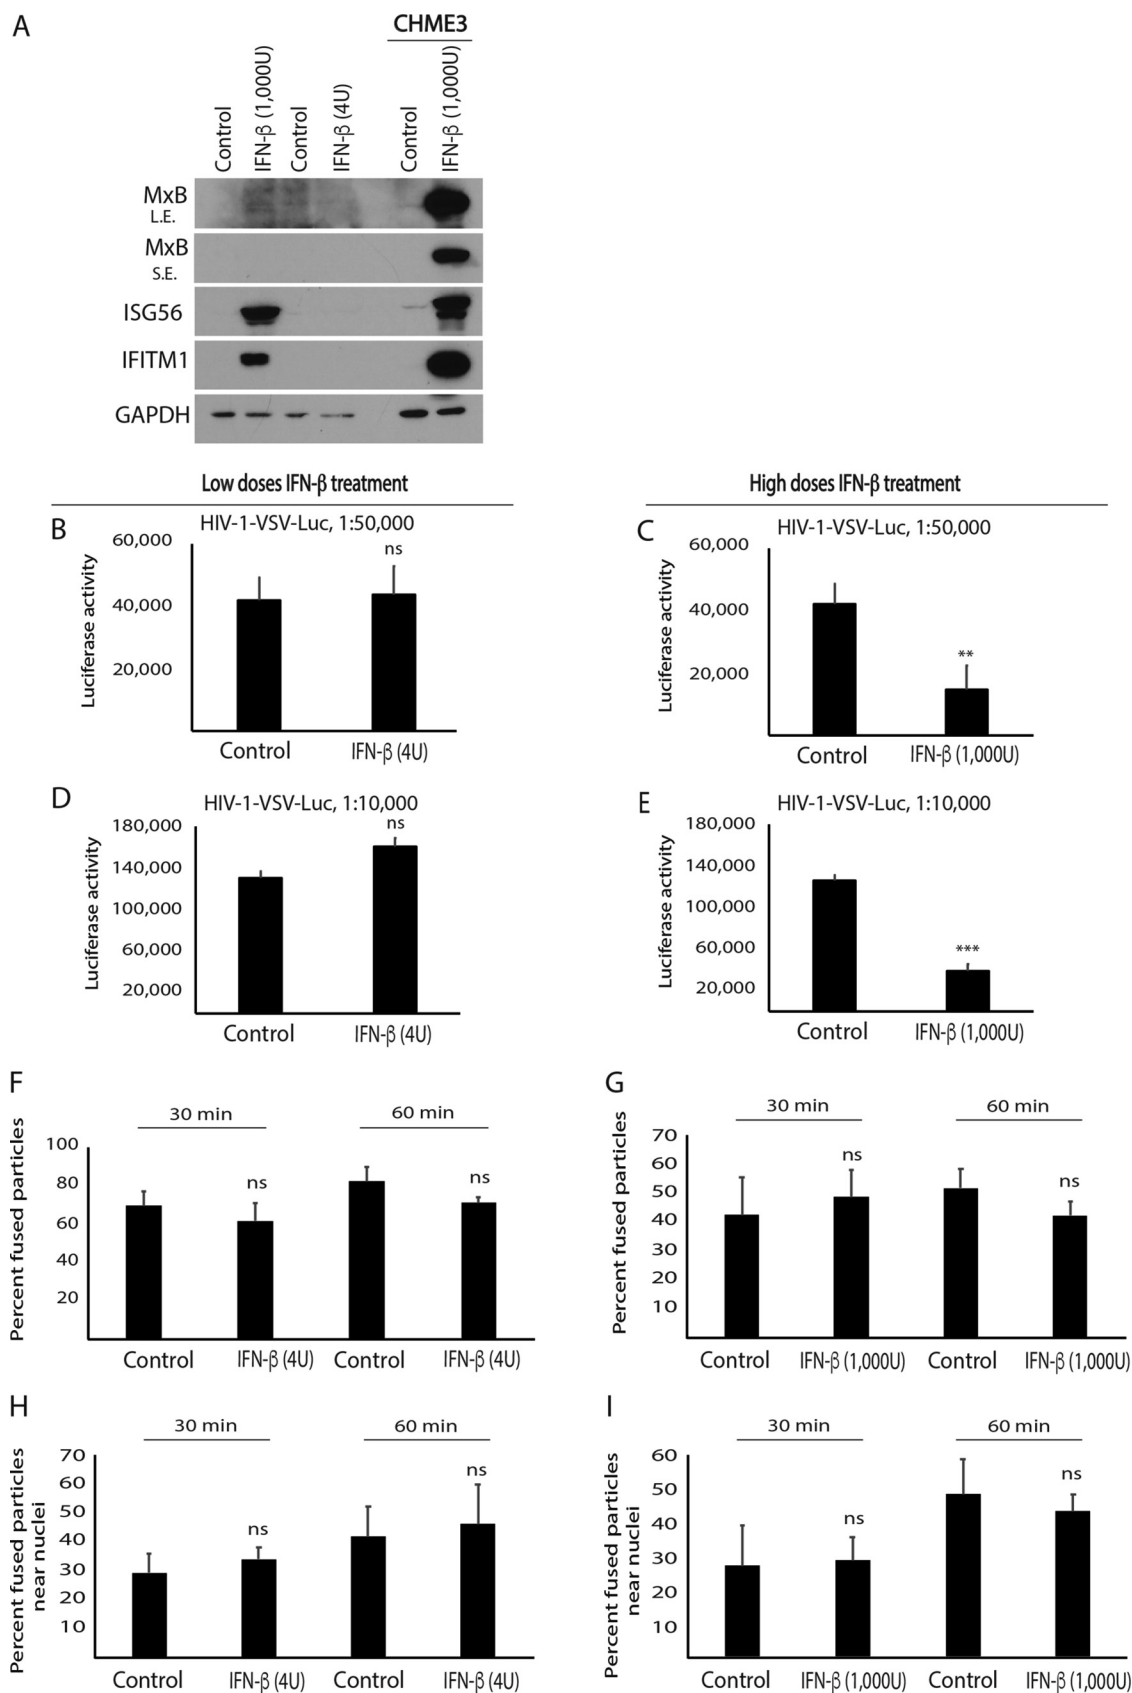 A
CHME3
Control
IFN-β (1,000U)
Control
IFN-β (4U)
Control
IFN-β (1,000U)
MxB
L.E.
MxB
S.E.
ISG56
IFITM1
GAPDH
Low doses IFN-β treatment
High doses IFN-β treatment
B
HIV-1-VSV-Luc, 1:50,000
Luciferase activity
60,000
40,000
20,000
ns
Control
IFN-β (4U)
C
HIV-1-VSV-Luc, 1:50,000
Luciferase activity
60,000
40,000
20,000
**
Control
IFN-β (1,000U)
D
HIV-1-VSV-Luc, 1:10,000
Luciferase activity
180,000
140,000
100,000
60,000
20,000
ns
Control
IFN-β (4U)
E
HIV-1-VSV-Luc, 1:10,000
Luciferase activity
180,000
140,000
100,000
60,000
20,000
***
Control
IFN-β (1,000U)
F
Percent fused particles
30 min
60 min
100
80
60
40
20
ns
ns
Control
IFN-β (4U)
Control
IFN-β (4U)
G
Percent fused particles
30 min
60 min
70
60
50
40
30
20
10
ns
ns
Control
IFN-β (1,000U)
Control
IFN-β (1,000U)
H
Percent fused particles
near nuclei
30 min
60 min
70
60
50
40
30
20
10
ns
ns
Control
IFN-β (4U)
Control
IFN-β (4U)
I
Percent fused particles
near nuclei
30 min
60 min
60
50
40
30
20
10
ns
ns
Control
IFN-β (1,000U)
Control
IFN-β (1,000U)